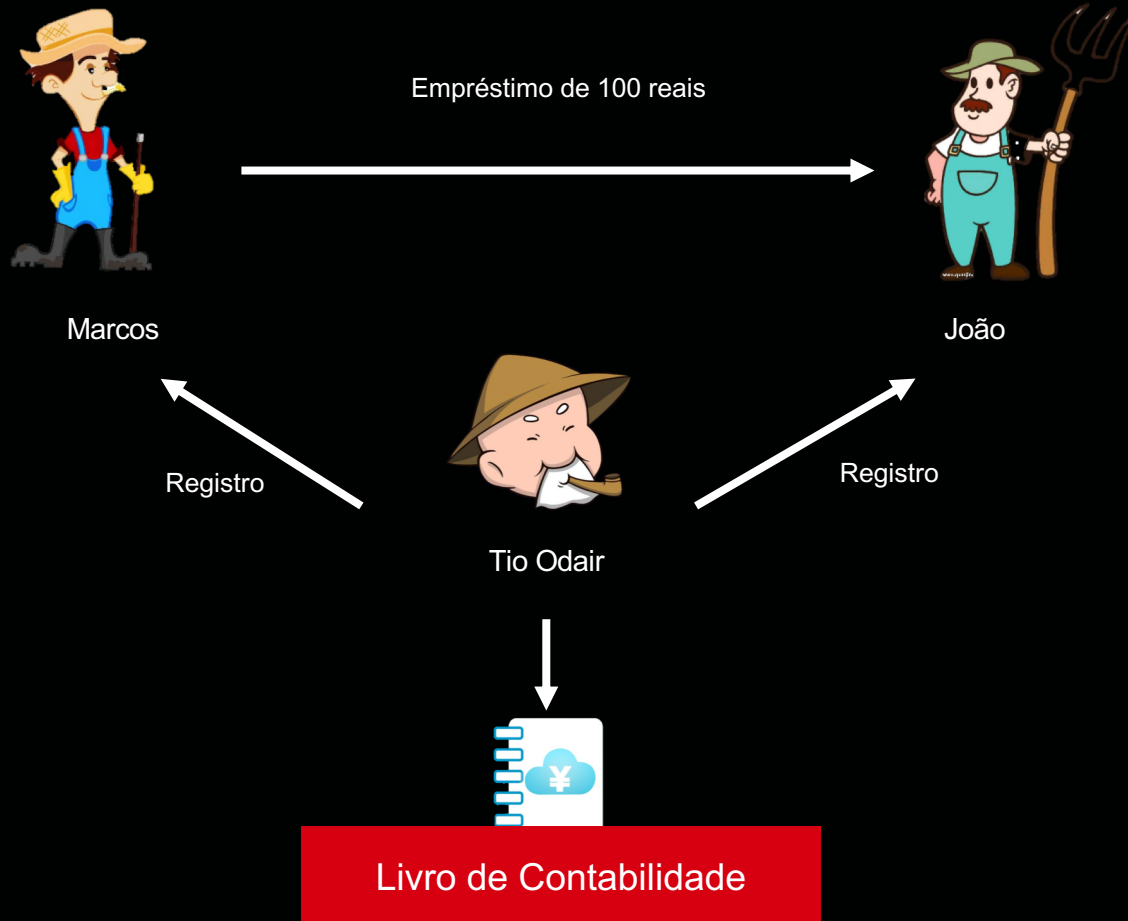 Empréstimo de 100 reais
Marcos
João
Registro
Registro
Tio Odair
¥
Livro de Contabilidade